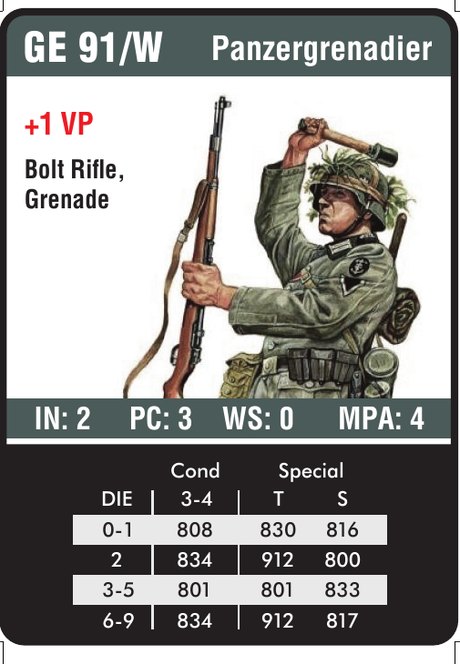 GE 91/W Panzergrenadier
+1 VP
Bolt Rifle,
Grenade
IN: 2 PC: 3 WS: 0 MPA: 4
Cond Special
DIE 3-4 T S
0-1 808 830 816
2 834 912 800
3-5 801 801 833
6-9 834 912 817